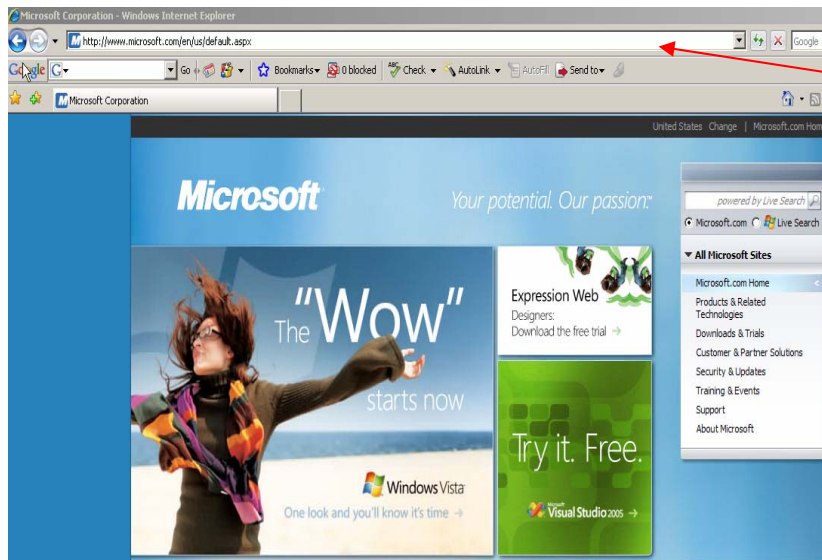 Microsoft Corporation - Windows Internet Explorer
http://www.microsoft.com/en/us/default.aspx
Google
Google G Go Bookmarks 0 blocked ABC Check AutoLink AutoFill Send to
Microsoft Corporation
United States Change | Microsoft.com Hom
Microsoft
Your potential. Our passion.™
powered by Live Search
Microsoft.com Live Search
All Microsoft Sites
Microsoft.com Home <
Products & Related
Technologies
Downloads & Trials
Customer & Partner Solutions
Security & Updates
Training & Events
Support
About Microsoft
The "Wow"
starts now
Windows Vista
One look and you'll know it's time →
Expression Web
Designers:
Download the free trial →
Try it. Free.
Microsoft
Visual Studio 2005 →